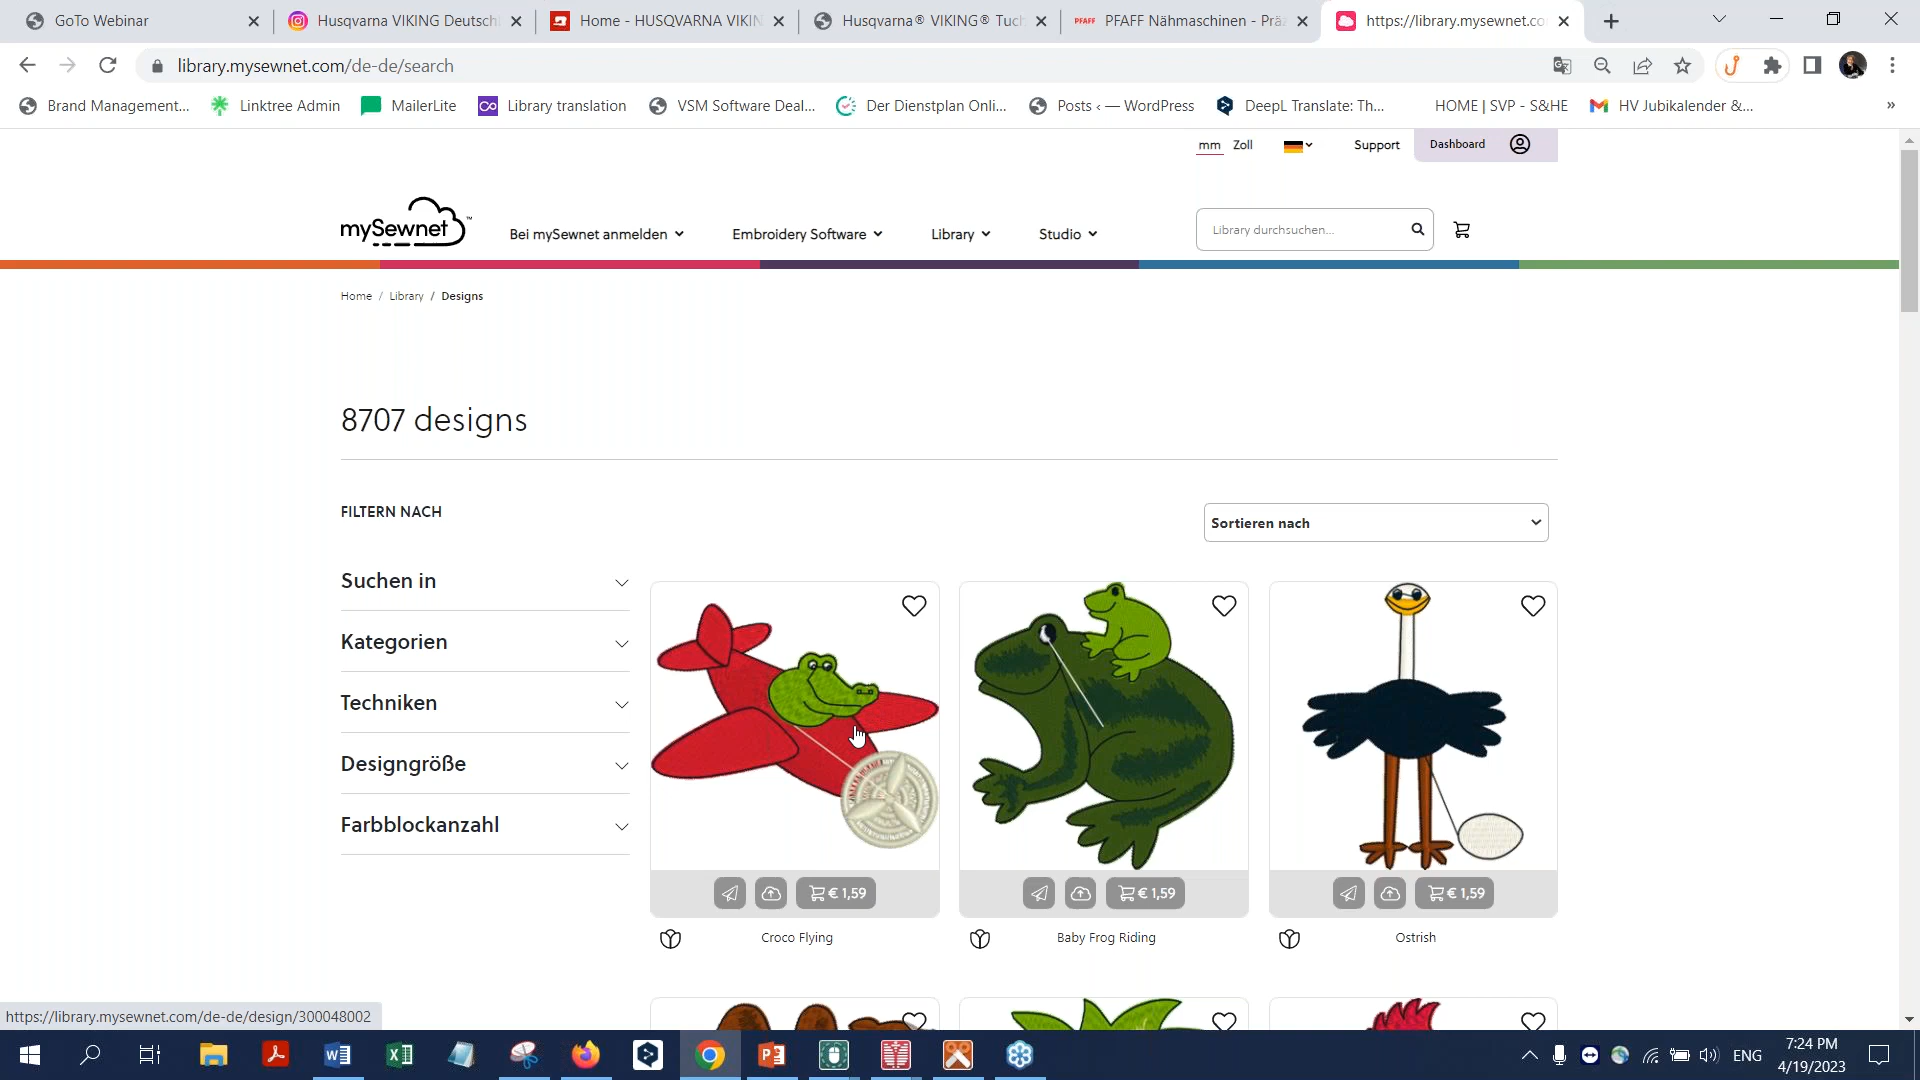 GoTo Webinar
Husqvarna VIKING Deutschl
Home - HUSQVARNA VIKIN
Husqvarna® VIKING® Tuch
PFAFF PFAFF Nähmaschinen - Präz
https://library.mysewnet.co
library.mysewnet.com/de-de/search
Brand Management...
Linktree Admin
MailerLite
Library translation
VSM Software Deal...
Der Dienstplan Onli...
Posts ‹ — WordPress
DeepL Translate: Th...
HOME | SVP - S&HE
HV Jubikalender &...
»
mm Zoll
Support
Dashboard
mySewnet™
Bei mySewnet anmelden
Embroidery Software
Library
Studio
Library durchsuchen...
Home / Library / Designs
8707 designs
FILTERN NACH
Sortieren nach
Suchen in
Kategorien
Techniken
Designgröße
Farbblockanzahl
€ 1,59
€ 1,59
€ 1,59
Croco Flying
Baby Frog Riding
Ostrish
https://library.mysewnet.com/de-de/design/300048002
ENG
7:24 PM
4/19/2023